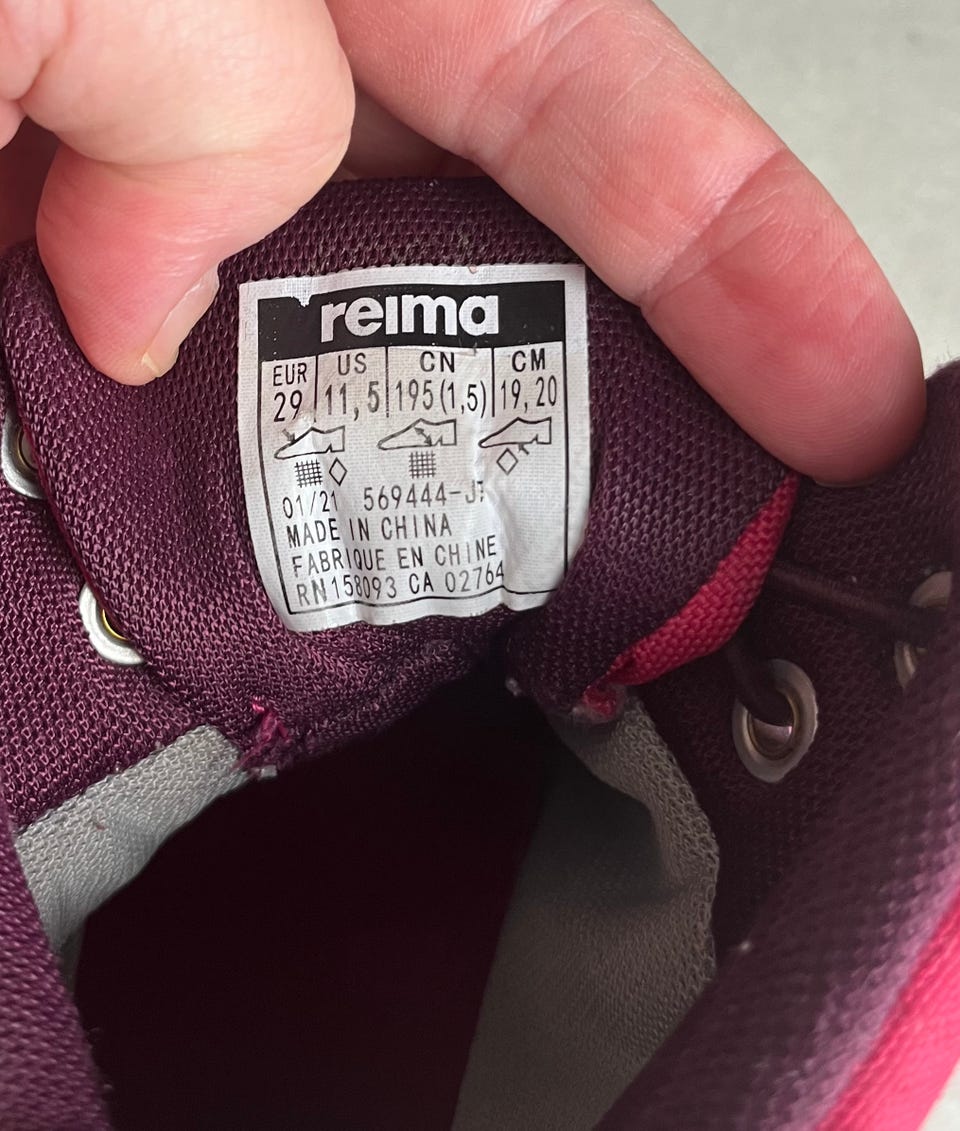 reima
EUR US CN CM
29 11,5 195(1,5) 19,20
01/21 569444-
MADE IN CHINA
FABRIQUE EN CHINE
RN158093 CA 02764